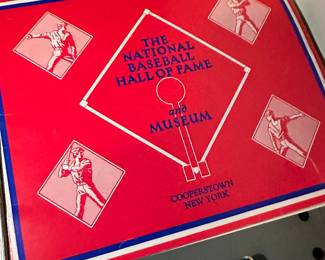 THE
NATIONAL
BASEBALL
HALL OF FAME
and
MUSEUM
COOPERSTOWN
NEW YORK